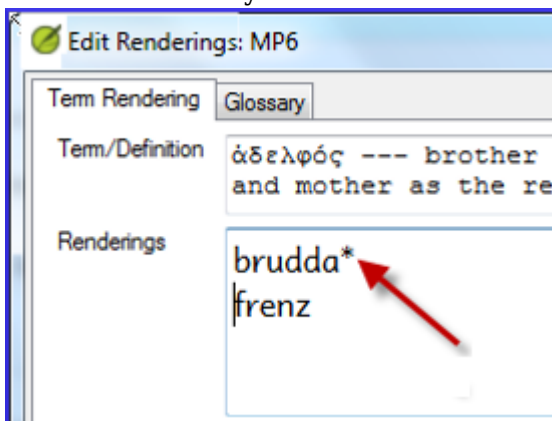 Edit Renderings: MP6
Term Rendering Glossary
Term/Definition
ἀδελφός --- brother
and mother as the re
Renderings
brudda*
frenz